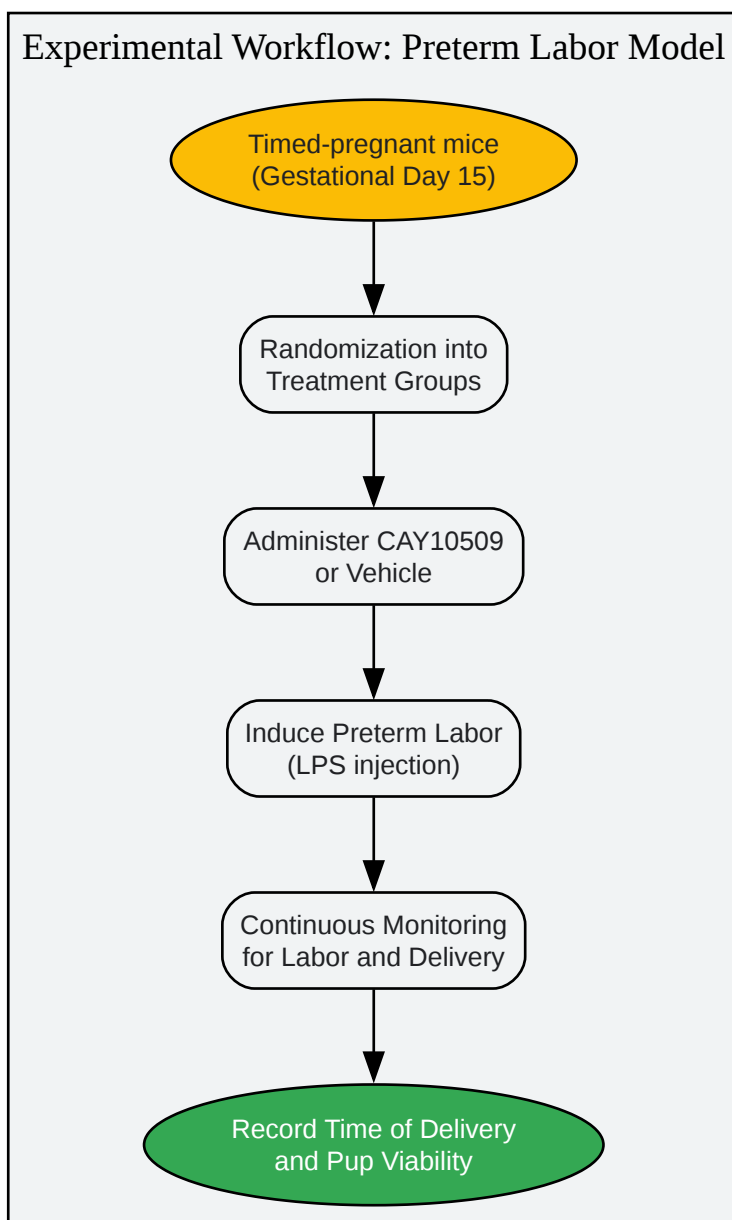 Experimental Workflow: Preterm Labor Model
Timed-pregnant mice
(Gestational Day 15)
Randomization into
Treatment Groups
Administer CAY10509
or Vehicle
Induce Preterm Labor
(LPS injection)
Continuous Monitoring
for Labor and Delivery
Record Time of Delivery
and Pup Viability